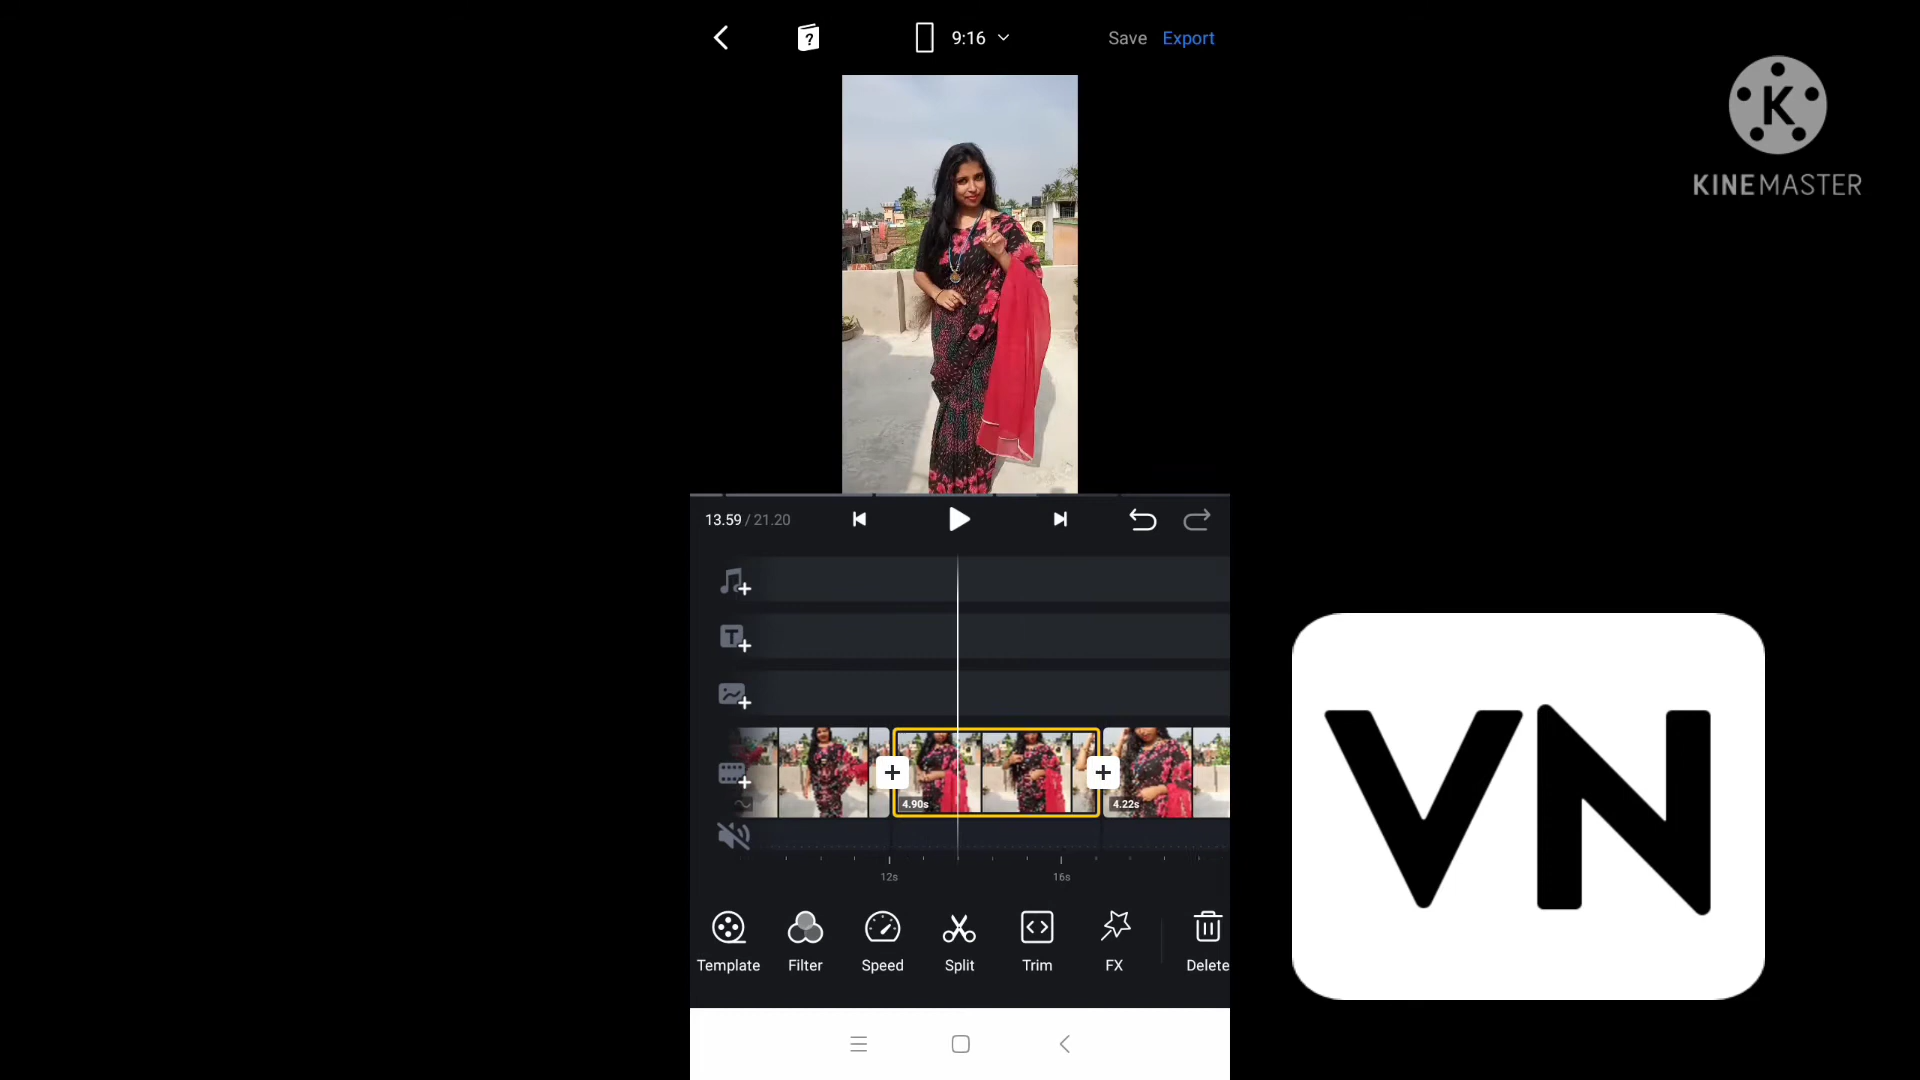 9:16
Save Export
K
KINEMASTER
13.59 / 21.20
T
4.90s
4.22s
12s
16s
VN
Template
Filter
Speed
Split
Trim
FX
Delete